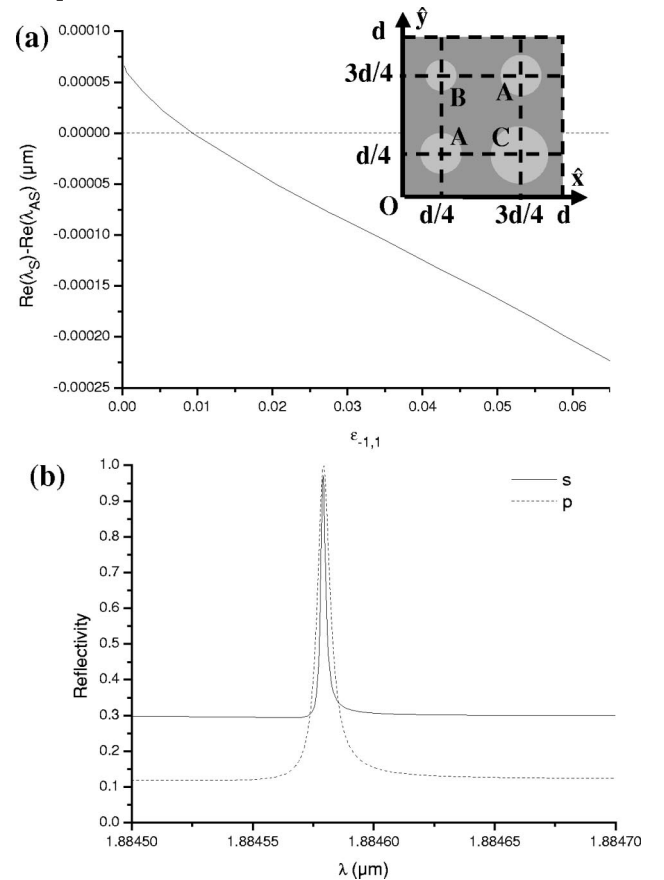 (a)
0.00010
0.00005
0.00000
-0.00005
-0.00010
-0.00015
-0.00020
-0.00025
Re(λS)-Re(λAS) (µm)
0.00 0.01 0.02 0.03 0.04 0.05 0.06
ε-1,1
ŷ
d
3d/4
B A
A C
d/4
x̂
O
d/4 3d/4 d
(b)
1.0
0.9
0.8
0.7
0.6
0.5
0.4
0.3
0.2
0.1
0.0
Reflectivity
s
p
1.88450 1.88455 1.88460 1.88465 1.88470
λ (µm)